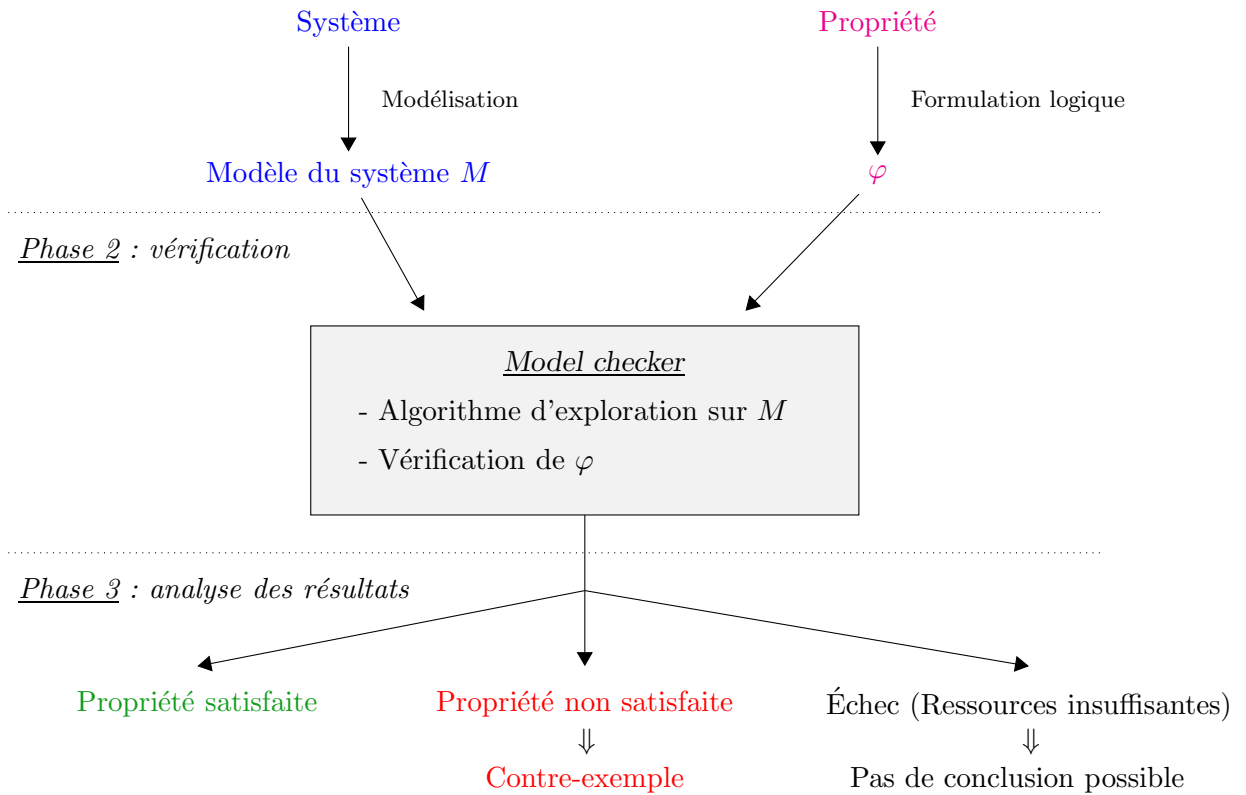 Système
Propriété
Modélisation
Formulation logique
Modèle du système M
φ
Phase 2 : vérification
Model checker
- Algorithme d'exploration sur M
- Vérification de φ
Phase 3 : analyse des résultats
Propriété satisfaite
Propriété non satisfaite
Échec (Ressources insuffisantes)
⇓
⇓
Contre-exemple
Pas de conclusion possible